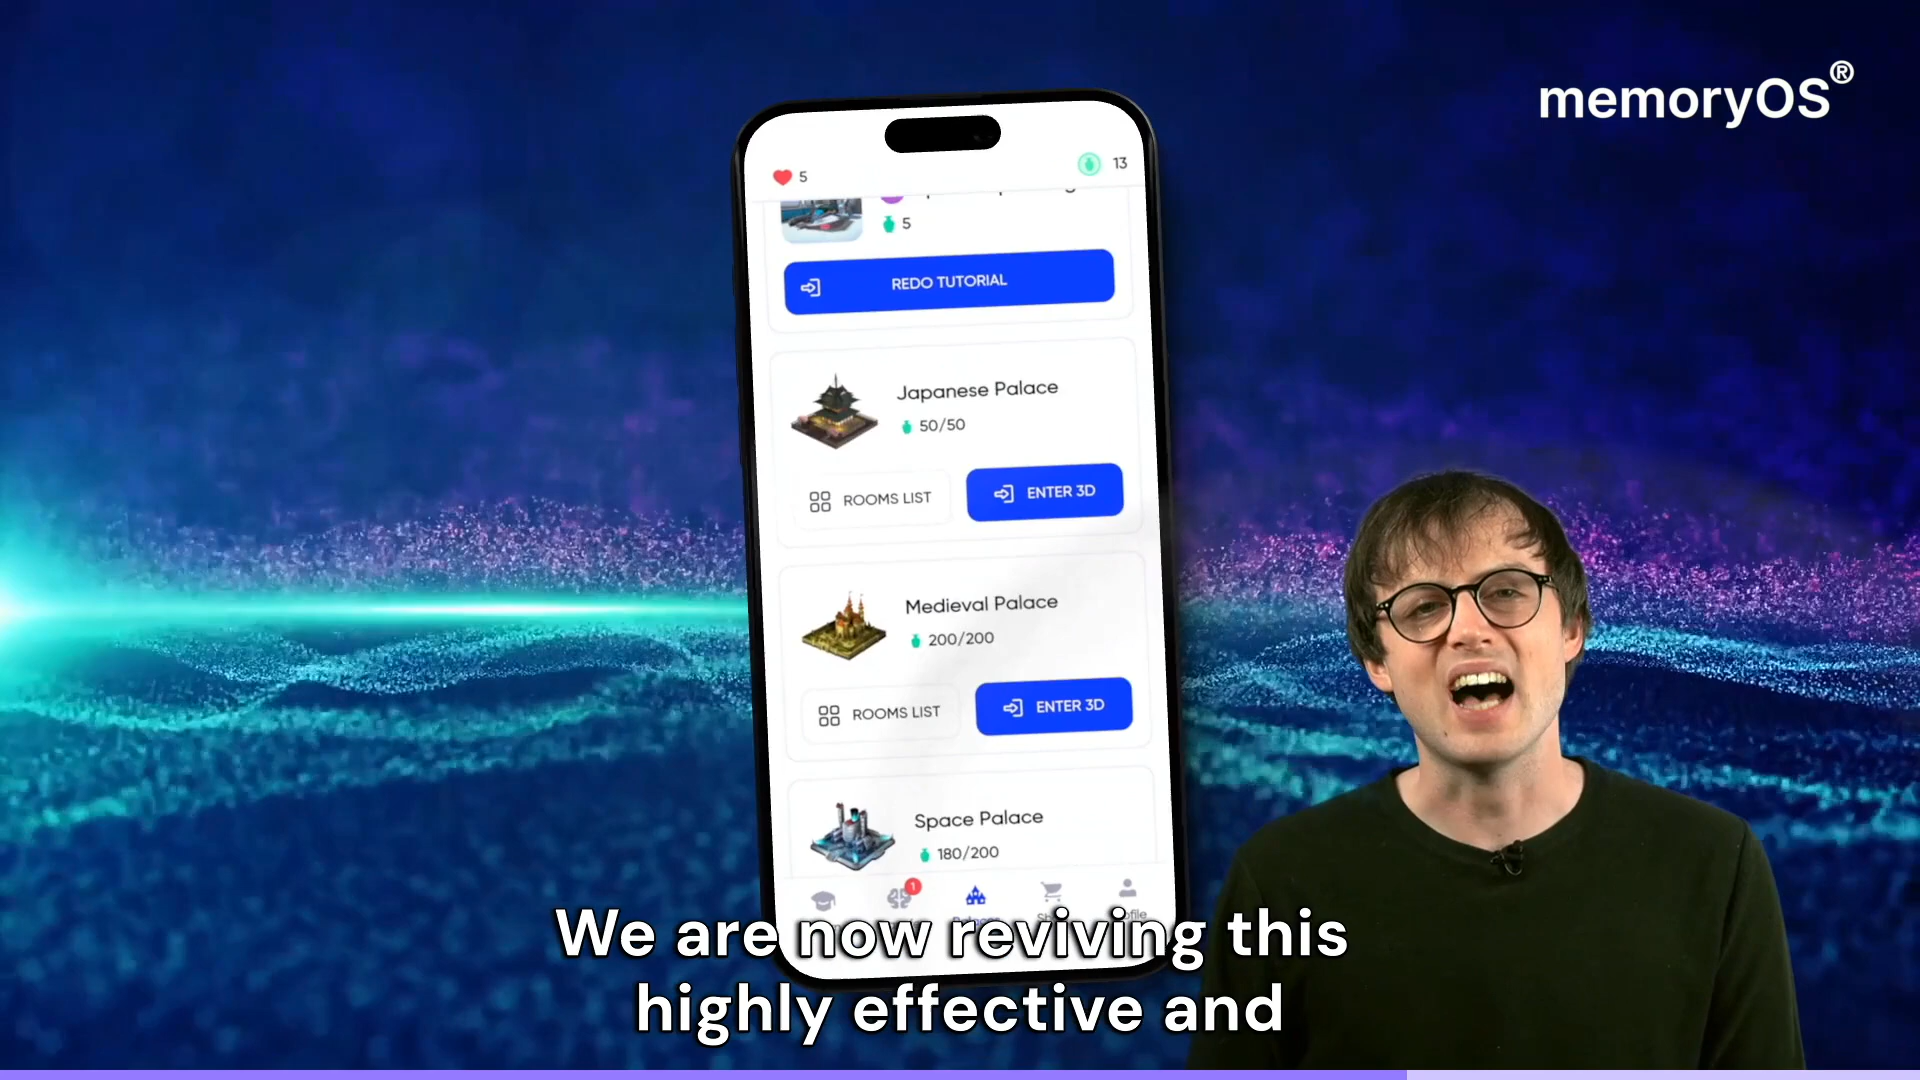 memoryOS®
5
13
5
REDO TUTORIAL
Japanese Palace
50/50
ROOMS LIST
ENTER 3D
Medieval Palace
200/200
ROOMS LIST
ENTER 3D
Space Palace
180/200
1
We are now reviving this
highly effective and